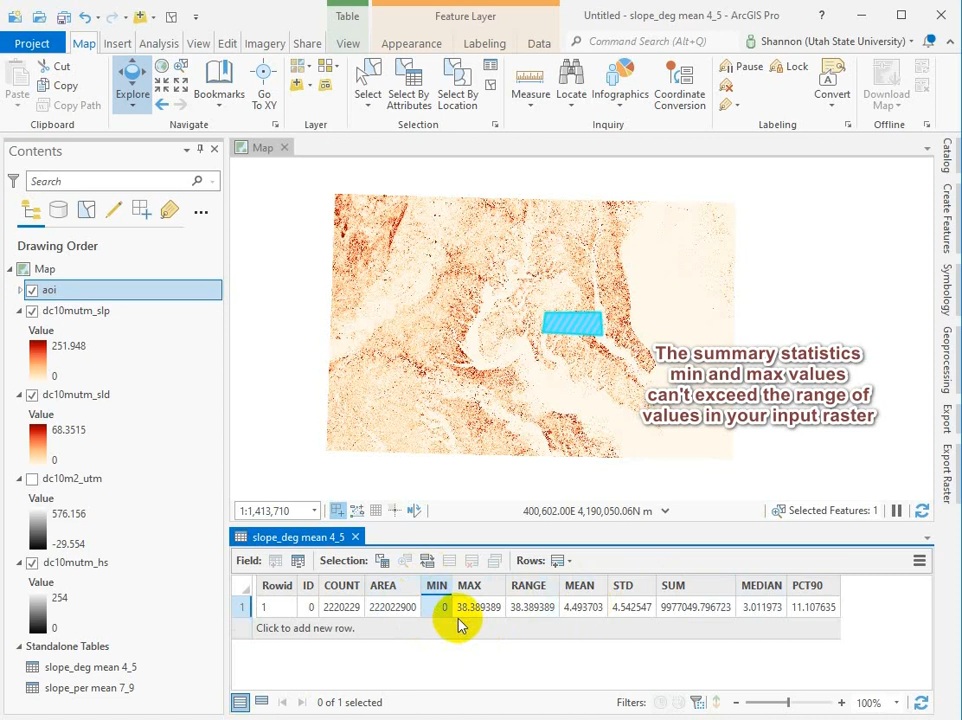 Table
Feature Layer
Untitled - slope_deg mean 4_5 - ArcGIS Pro
?
Project
Map
Insert
Analysis
View
Edit
Imagery
Share
View
Appearance
Labeling
Data
Command Search (Alt+Q)
Shannon (Utah State University)
Paste
Cut
Copy
Copy Path
Clipboard
Explore
Bookmarks
Go
To XY
Navigate
Layer
Select
Select By
Attributes
Select By
Location
Selection
Measure
Locate
Infographics
Coordinate
Conversion
Inquiry
Pause
Lock
Convert
Labeling
Download
Map
Offline
Contents
Search
Drawing Order
Map
aoi
dc10mutm_slp
Value
251.948
0
dc10mutm_sld
68.3515
0
dc10m2_utm
Value
576.156
-29.554
dc10mutm_hs
Value
254
0
Standalone Tables
slope_deg mean 4_5
slope_per mean 7_9
Map
The summary statistics
min and max values
can't exceed the range of
values in your input raster
1:1,413,710
400,602.00E 4,190,050.06N m
Selected Features: 1
slope_deg mean 4_5
Field:
Selection:
Rows:
Rowid ID COUNT AREA MIN MAX RANGE MEAN STD SUM MEDIAN PCT90
1 1 0 2220229 222022900 0 38.389389 38.389389 4.493703 4.542547 9977049.796723 3.011973 11.107635
Click to add new row.
0 of 1 selected
Filters:
100%
Catalog
Create Features
Symbology
Geoprocessing
Export
Export Raster